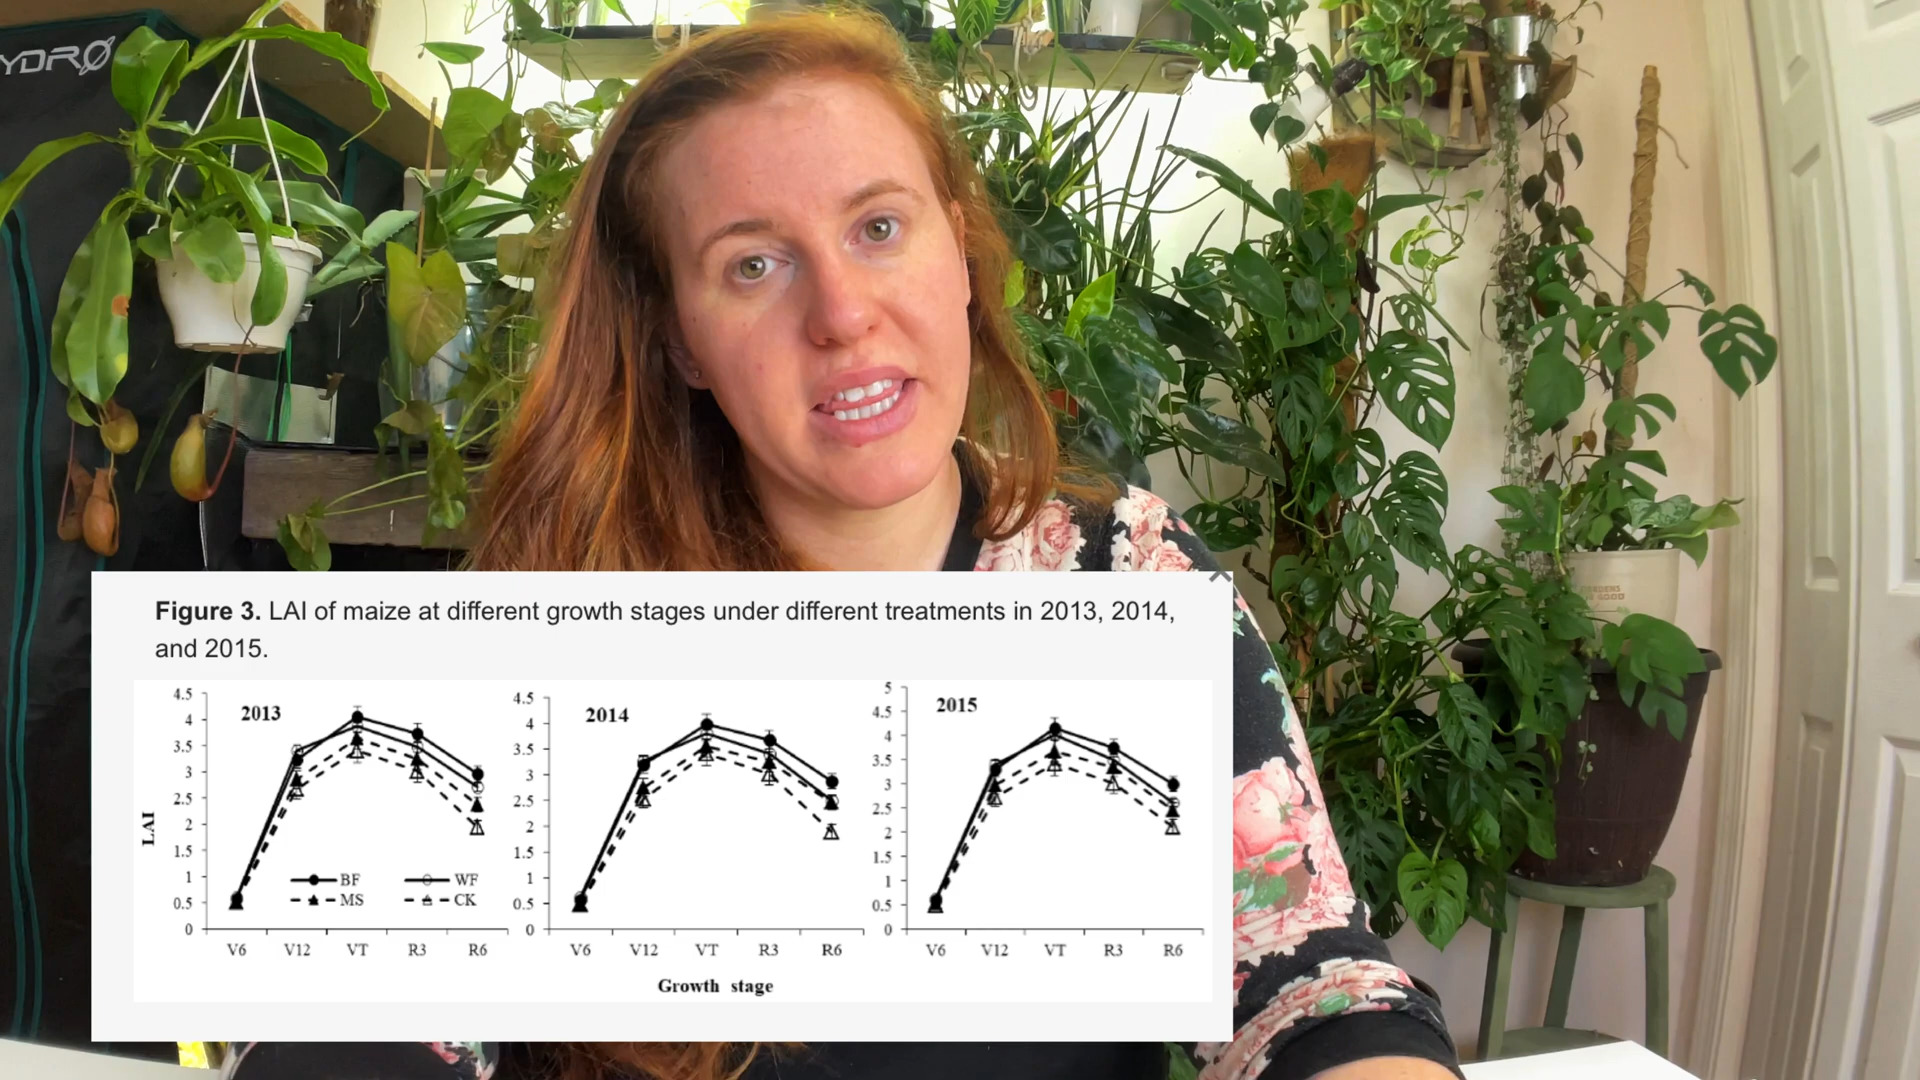 YDRØ
Figure 3. LAI of maize at different growth stages under different treatments in 2013, 2014,
and 2015.
2013
4.5
4
3.5
3
2.5
2
1.5
1
0.5
0
LAI
BF
WF
MS
CK
V6 V12 VT R3 R6
2014
4.5
4
3.5
3
2.5
2
1.5
1
0.5
0
V6 V12 VT R3 R6
2015
5
4.5
4
3.5
3
2.5
2
1.5
1
0.5
0
V6 V12 VT R3 R6
Growth stage